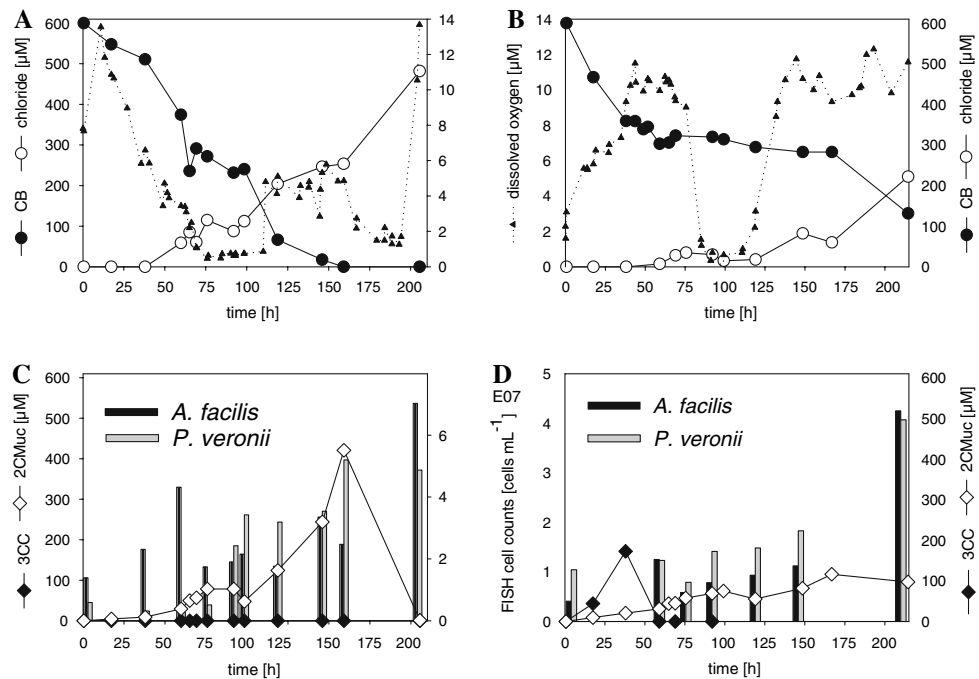 A
600
500
400
300
200
100
0
14
12
10
8
6
4
2
0
0 25 50 75 100 125 150 175 200
time [h]
CB chloride [µM]
B
14
12
10
8
6
4
2
0
600
500
400
300
200
100
0
0 25 50 75 100 125 150 175 200
time [h]
dissolved oxygen [µM]
CB chloride [µM]
C
600
500
400
300
200
100
0
6
4
2
0
0 25 50 75 100 125 150 175 200
time [h]
3CC 2CMuc [µM]
A. facilis
P. veronii
D
E07
5
4
3
2
1
0
600
500
400
300
200
100
0
0 25 50 75 100 125 150 175 200
time [h]
FISH cell counts [cells mL-1]
3CC 2CMuc [µM]
A. facilis
P. veronii